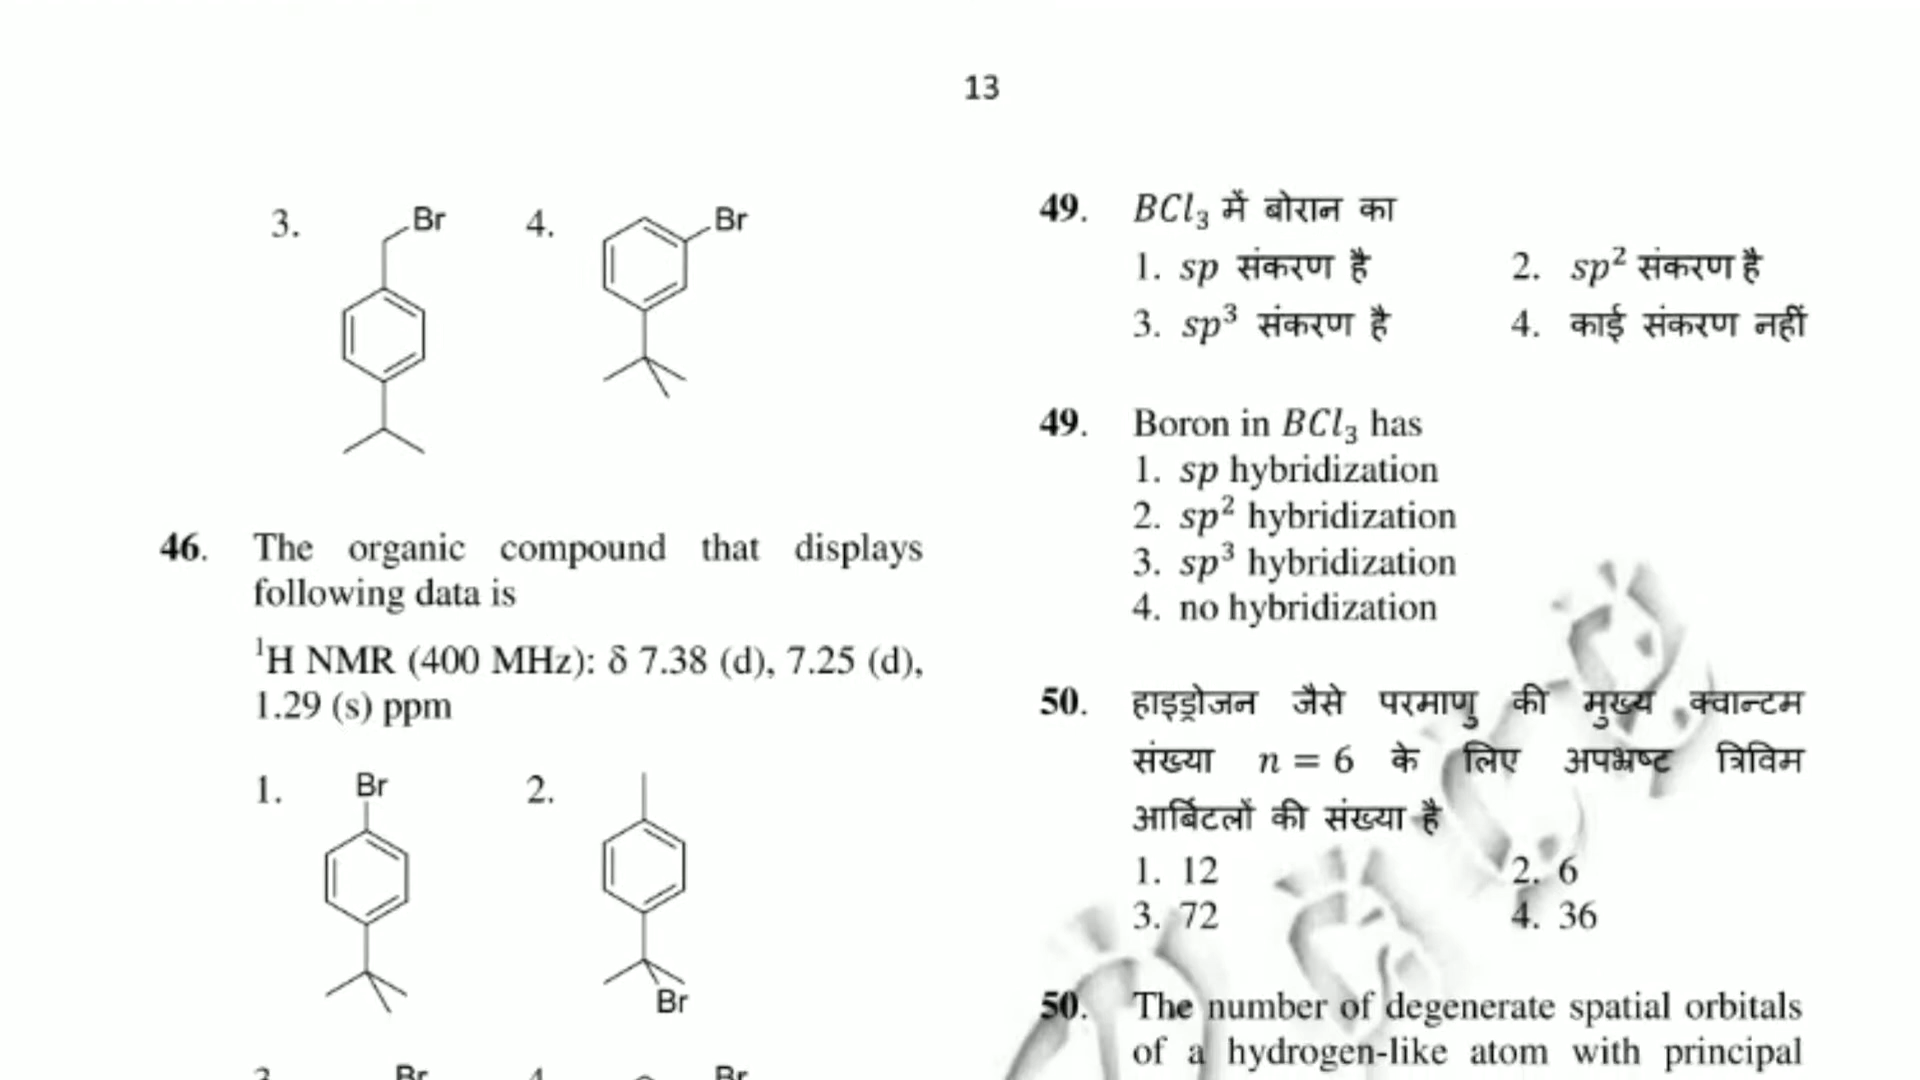 13
3. Br 4. Br
46. The organic compound that displays
following data is
¹H NMR (400 MHz): δ 7.38 (d), 7.25 (d),
1.29 (s) ppm
1. Br 2. Br
3. Br 4. Br
49. BCl₃ में बोरान का
1. sp संकरण है 2. sp² संकरण है
3. sp³ संकरण है 4. काई संकरण नहीं
49. Boron in BCl₃ has
1. sp hybridization
2. sp² hybridization
3. sp³ hybridization
4. no hybridization
50. हाइड्रोजन जैसे परमाणु की मुख्य क्वान्टम
संख्या n = 6 के लिए अपभ्रष्ट त्रिविम
आर्बिटलों की संख्या है
1. 12 2. 6
3. 72 4. 36
50. The number of degenerate spatial orbitals
of a hydrogen-like atom with principal